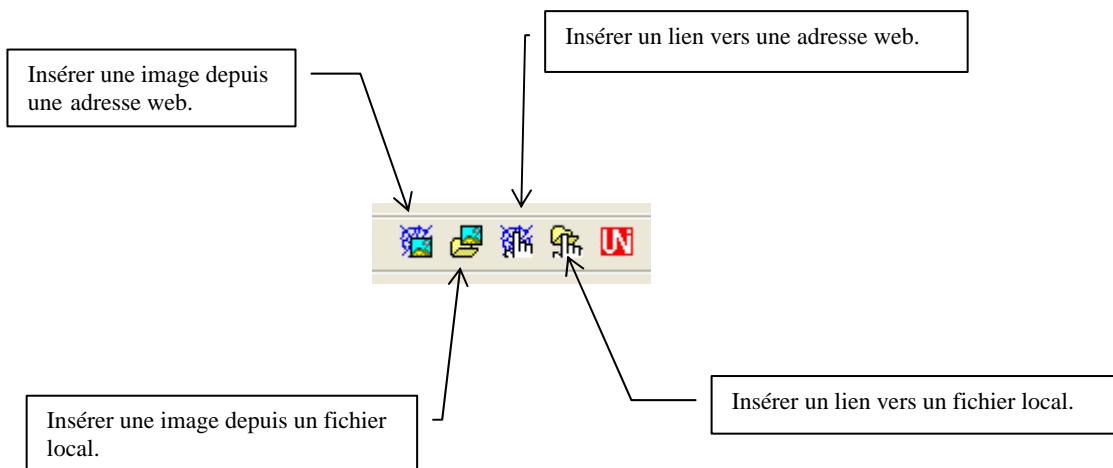 Insérer un lien vers une adresse web.
Insérer une image depuis
une adresse web.
UNi
Insérer une image depuis un fichier
local.
Insérer un lien vers un fichier local.